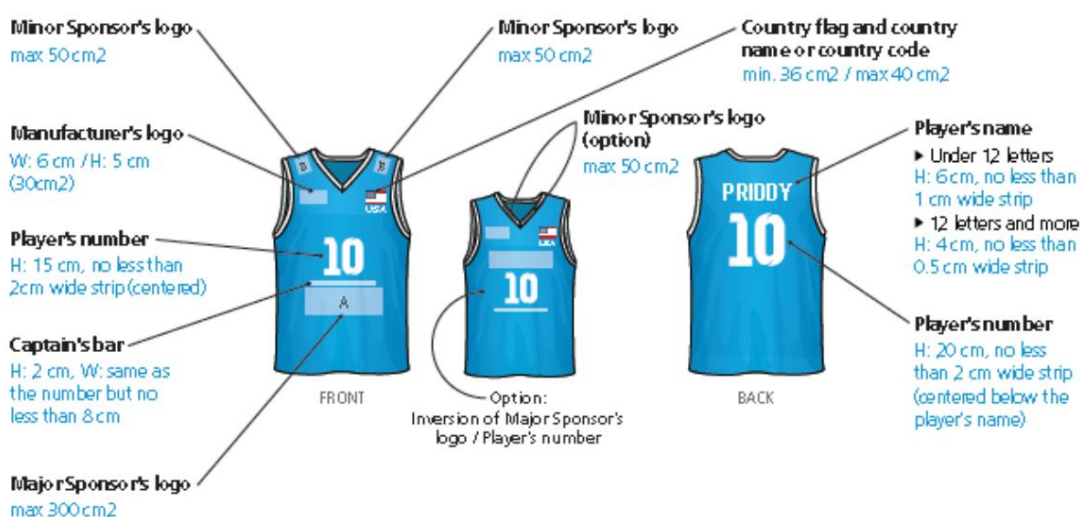 Minor Sponsor's logo
max 50 cm2
Minor Sponsor's logo
max 50 cm2
Country flag and country
name or country code
min. 36 cm2 / max 40 cm2
Manufacturer's logo
W: 6 cm / H: 5 cm
(30cm2)
Minor Sponsor's logo
(option)
max 50 cm2
Player's name
▸ Under 12 letters
H: 6 cm, no less than
1 cm wide strip
▸ 12 letters and more
H: 4 cm, no less than
0.5 cm wide strip
Player's number
H: 15 cm, no less than
2cm wide strip (centered)
Captain's bar
H: 2 cm, W: same as
the number but no
less than 8 cm
Major Sponsor's logo
max 300 cm2
B
USA
10
A
FRONT
USA
10
Option:
Inversion of Major Sponsor's
logo / Player's number
PRIDDY
10
BACK
Player's number
H: 20 cm, no less
than 2 cm wide strip
(centered below the
player's name)